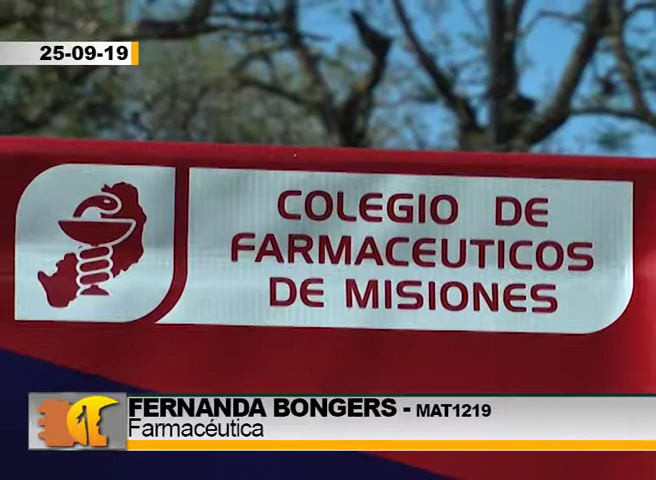 25-09-19
COLEGIO DE
FARMACEUTICOS
DE MISIONES
FERNANDA BONGERS - MAT1219
Farmacéutica